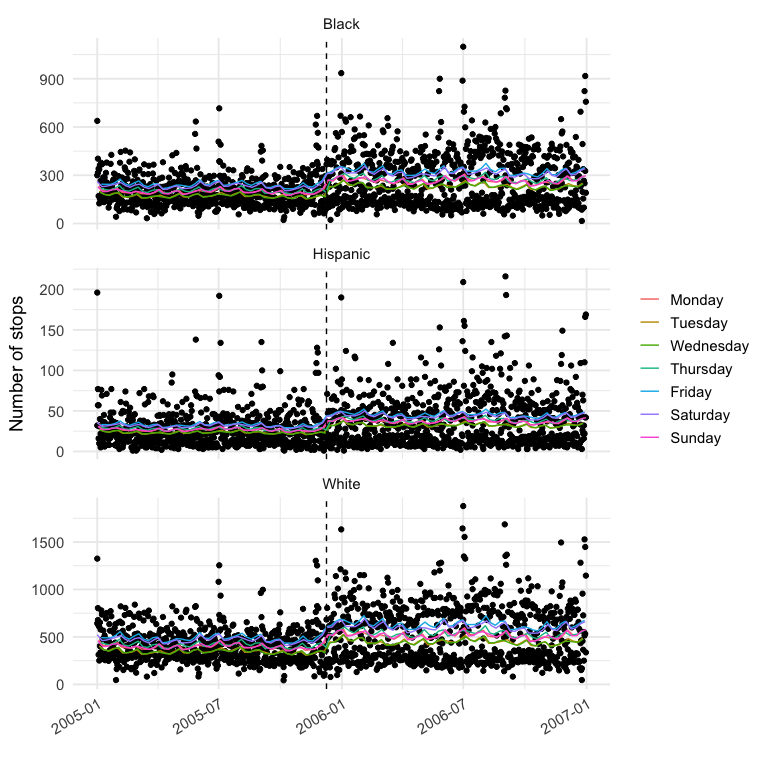 Black
900
600
300
0
Hispanic
200
150
100
50
0
Number of stops
White
1500
1000
500
0
2005-01
2005-07
2006-01
2006-07
2007-01
Monday
Tuesday
Wednesday
Thursday
Friday
Saturday
Sunday